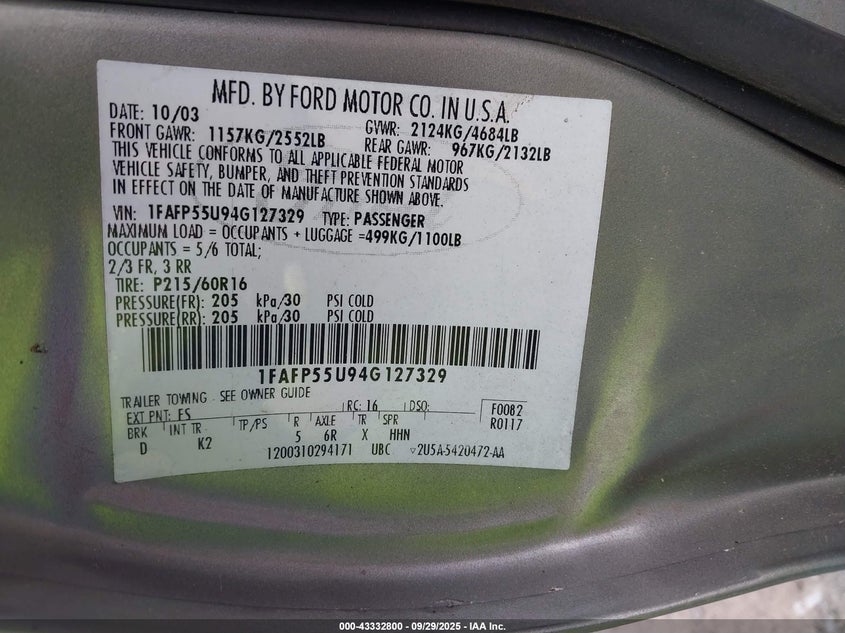 MFD. BY FORD MOTOR CO. IN U.S.A.
DATE: 10/03 GVWR: 2124KG/4684LB
FRONT GAWR: 1157KG/2552LB REAR GAWR: 967KG/2132LB
THIS VEHICLE CONFORMS TO ALL APPLICABLE FEDERAL MOTOR
VEHICLE SAFETY, BUMPER, AND THEFT PREVENTION STANDARDS
IN EFFECT ON THE DATE OF MANUFACTURE SHOWN ABOVE.
VIN: 1FAFP55U94G127329 TYPE: PASSENGER
MAXIMUM LOAD = OCCUPANTS + LUGGAGE =499KG/1100LB
OCCUPANTS = 5/6 TOTAL;
2/3 FR, 3 RR
TIRE: P215/60R16
PRESSURE(FR): 205 kPa/30 PSI COLD
PRESSURE(RR): 205 kPa/30 PSI COLD
1FAFP55U94G127329
TRAILER TOWING - SEE OWNER GUIDE
EXT PNT: FS RC: 16 DSO: F0082
BRK INT TR TP/PS R AXLE TR SPR R0117
D K2 5 6R X HHN
1200310294171 UBC 2U5A-5420472-AA
000-43332800 - 09/29/2025 - IAA Inc.